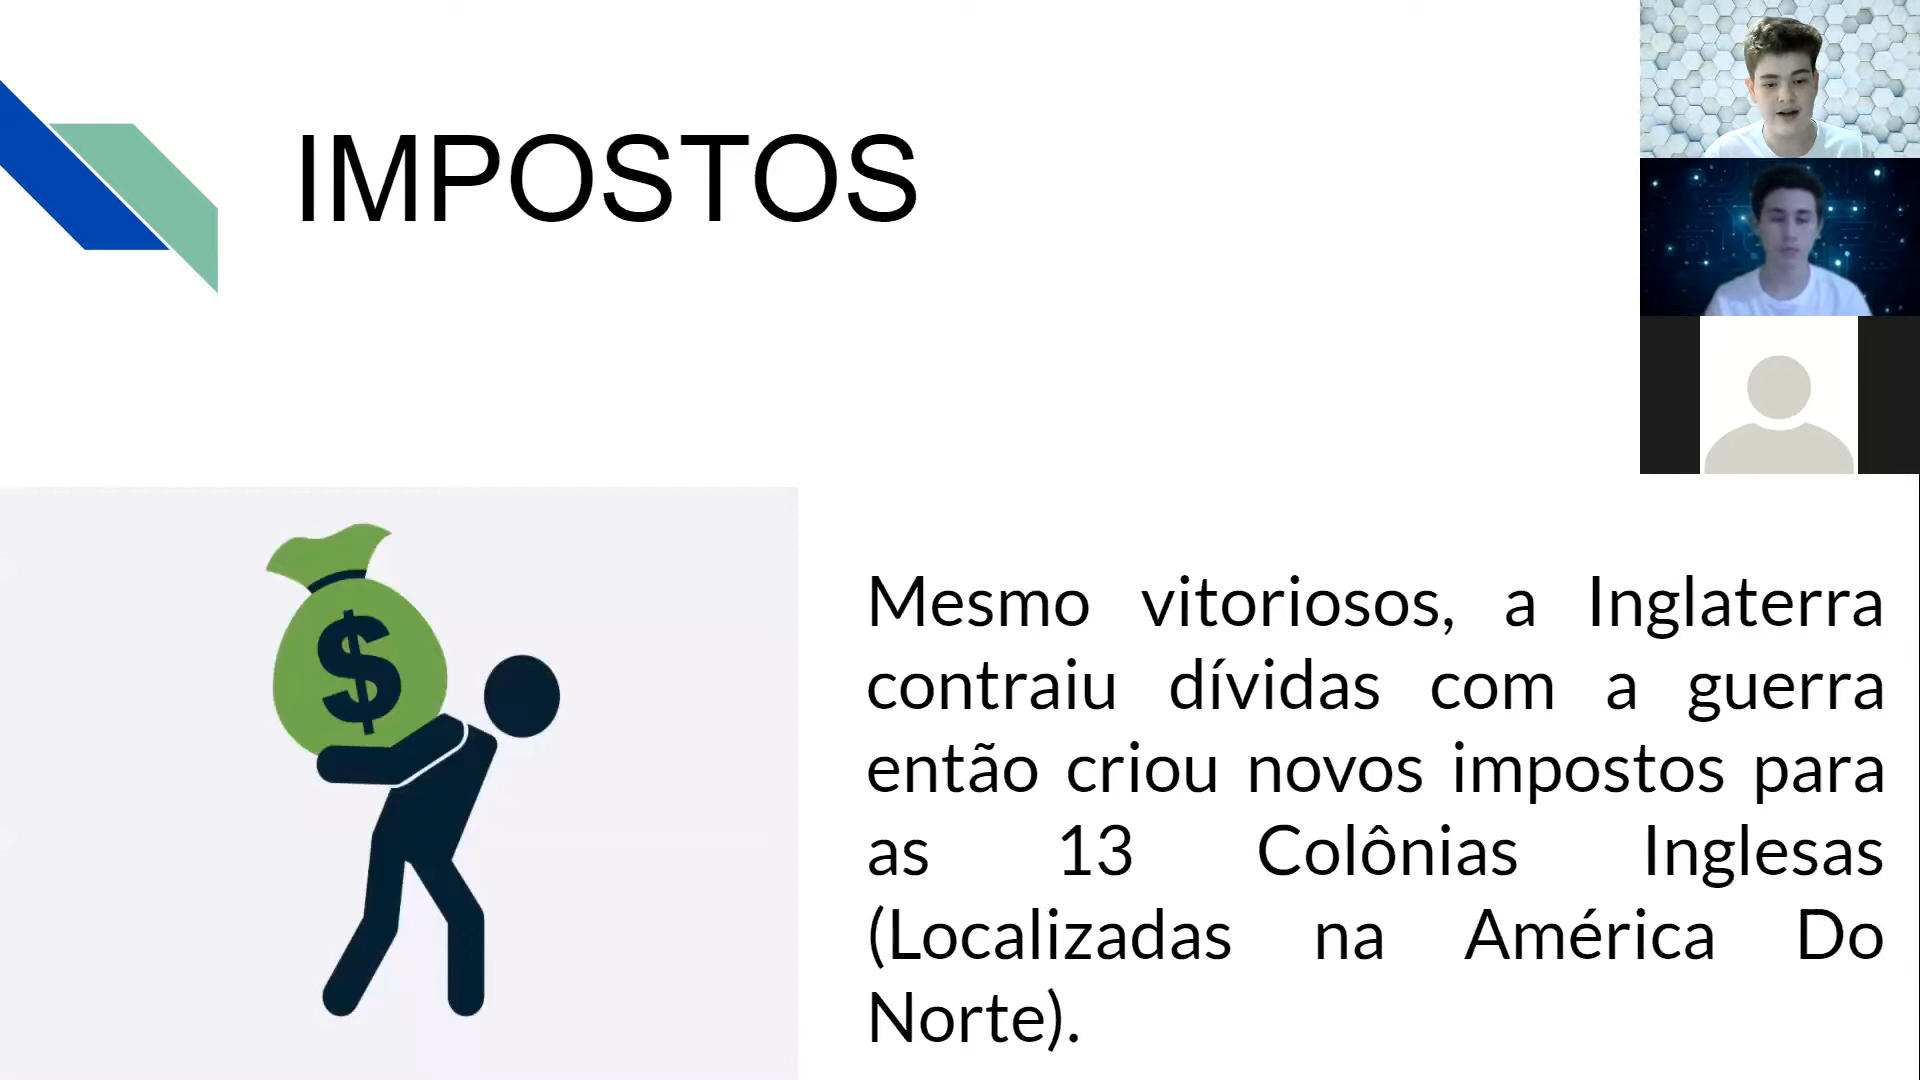 IMPOSTOS
$
Mesmo vitoriosos, a Inglaterra
contraiu dívidas com a guerra
então criou novos impostos para
as 13 Colônias Inglesas
(Localizadas na América Do
Norte).